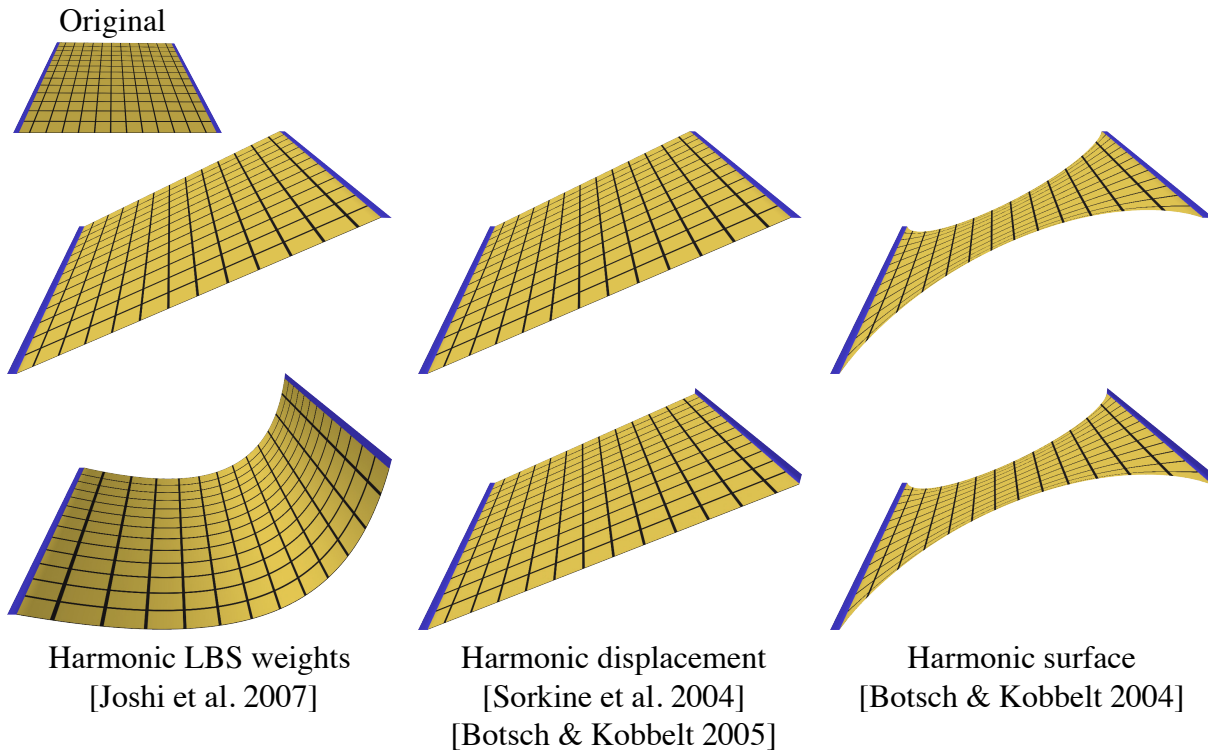 Original
Harmonic LBS weights
[Joshi et al. 2007]
Harmonic displacement
[Sorkine et al. 2004]
[Botsch & Kobbelt 2005]
Harmonic surface
[Botsch & Kobbelt 2004]